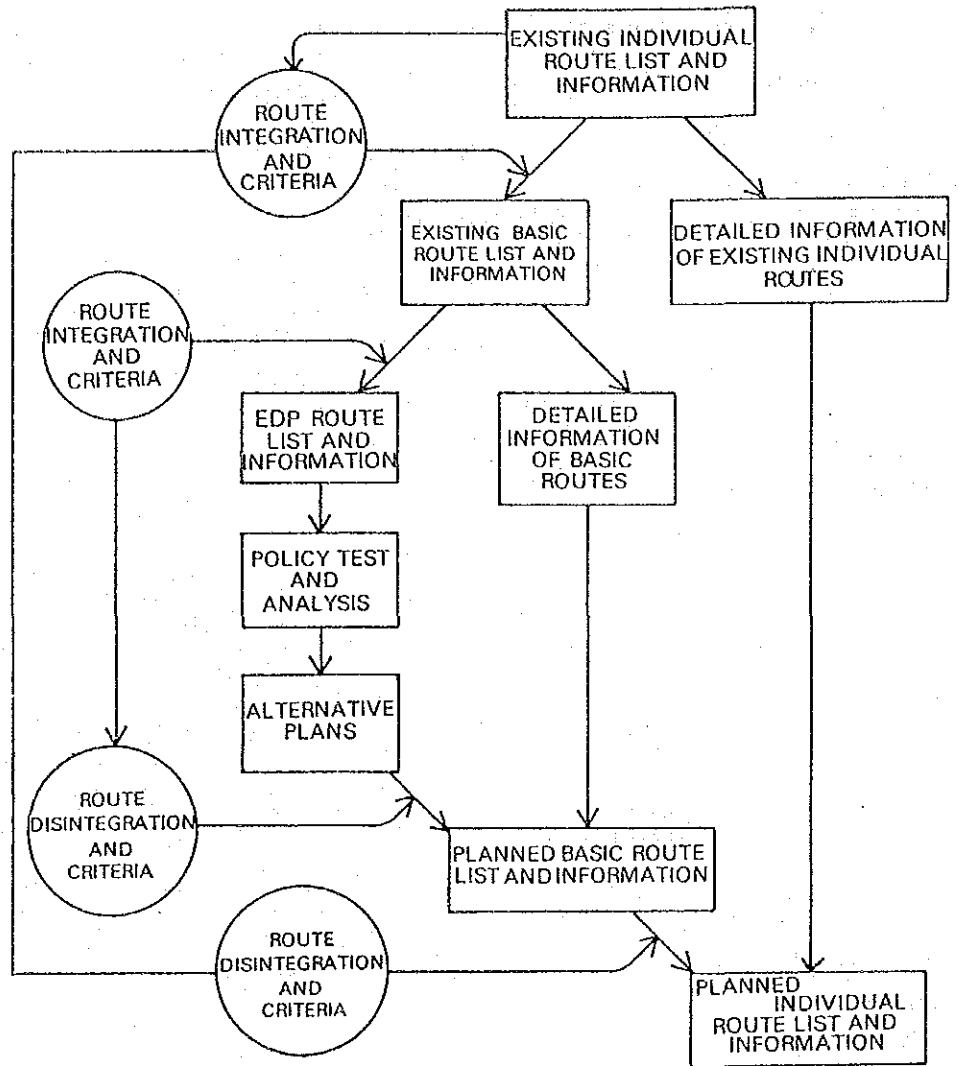 EXISTING INDIVIDUAL
ROUTE LIST AND
INFORMATION
ROUTE
INTEGRATION
AND
CRITERIA
EXISTING BASIC
ROUTE LIST AND
INFORMATION
DETAILED INFORMATION
OF EXISTING INDIVIDUAL
ROUTES
ROUTE
INTEGRATION
AND
CRITERIA
EDP ROUTE
LIST AND
INFORMATION
DETAILED
INFORMATION
OF BASIC
ROUTES
POLICY TEST
AND
ANALYSIS
ALTERNATIVE
PLANS
ROUTE
DISINTEGRATION
AND
CRITERIA
PLANNED BASIC ROUTE
LIST AND INFORMATION
ROUTE
DISINTEGRATION
AND
CRITERIA
PLANNED
INDIVIDUAL
ROUTE LIST AND
INFORMATION